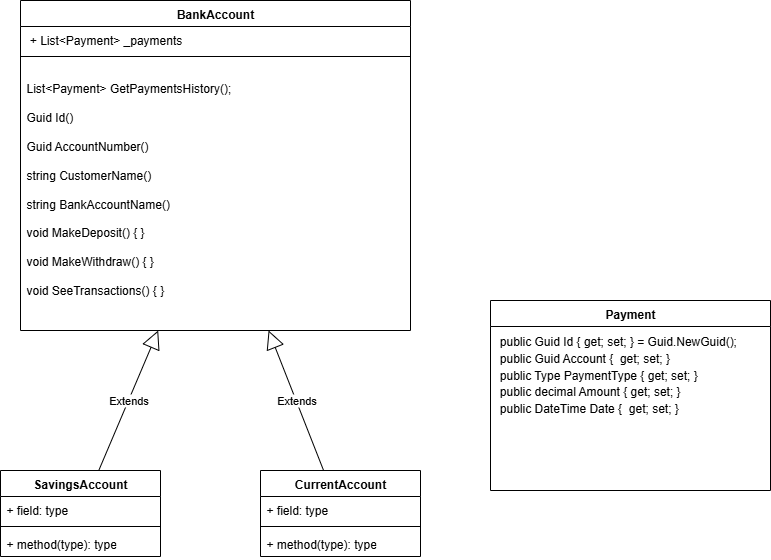 BankAccount
+ List<Payment> _payments
List<Payment> GetPaymentsHistory();
Guid Id()
Guid AccountNumber()
string CustomerName()
string BankAccountName()
void MakeDeposit() { }
void MakeWithdraw() { }
void SeeTransactions() { }
Extends
Extends
SavingsAccount
+ field: type
+ method(type): type
CurrentAccount
+ field: type
+ method(type): type
Payment
public Guid Id { get; set; } = Guid.NewGuid();
public Guid Account {  get; set; }
public Type PaymentType { get; set; }
public decimal Amount { get; set; }
public DateTime Date {  get; set; }